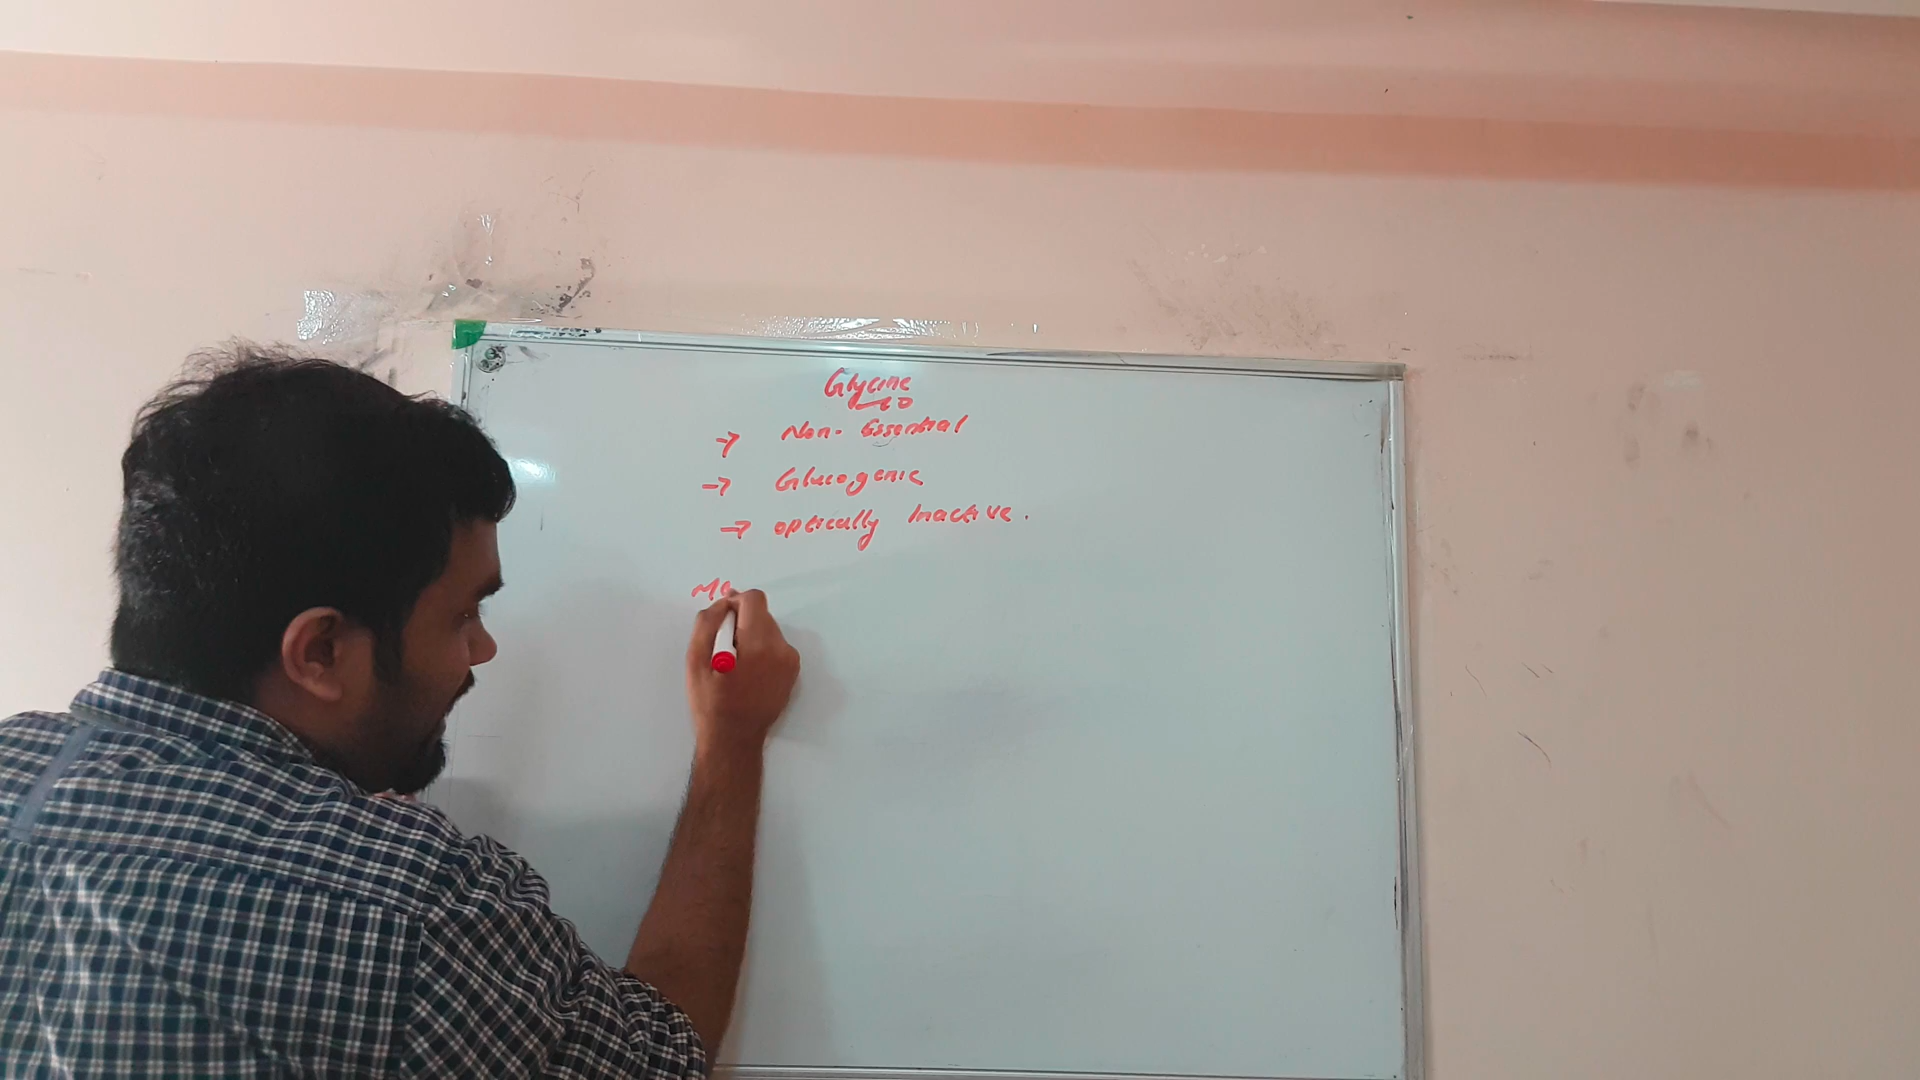 Glycine
→ Non-Essential
→ Glucogenic
→ optically Inactive.